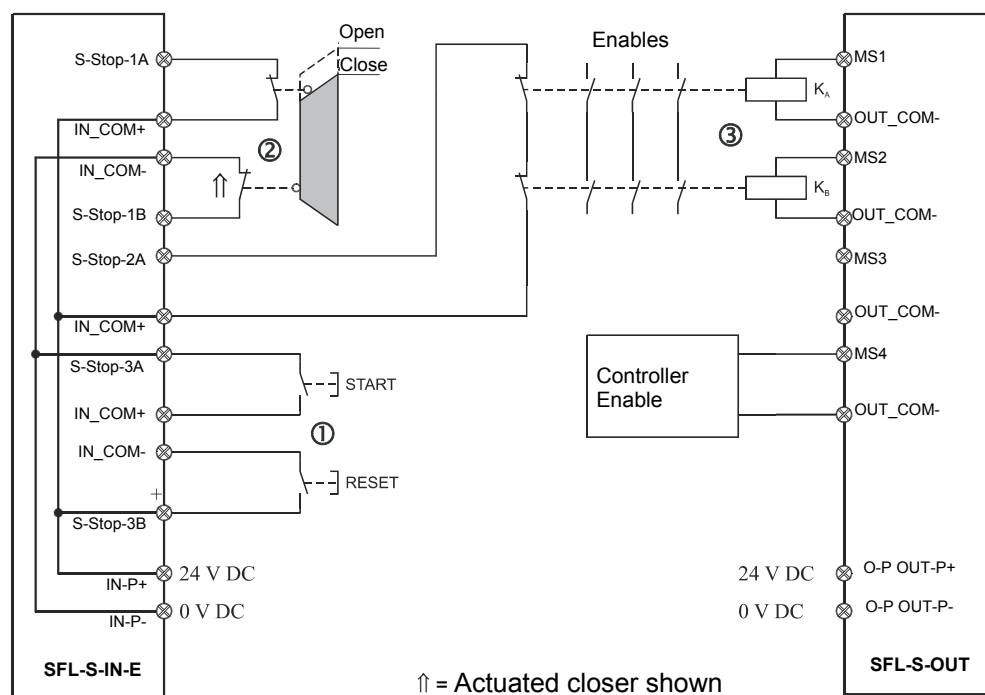 Open
Close
Enables
S-Stop-1A
IN_COM+
②
IN_COM-
⇑
S-Stop-1B
S-Stop-2A
IN_COM+
S-Stop-3A
START
IN_COM+
①
IN_COM-
RESET
+
S-Stop-3B
24 V DC
IN-P+
0 V DC
IN-P-
SFL-S-IN-E
MS1
K_A
OUT_COM-
③
MS2
K_B
OUT_COM-
MS3
OUT_COM-
MS4
Controller
Enable
OUT_COM-
24 V DC
O-P OUT-P+
0 V DC
O-P OUT-P-
SFL-S-OUT
⇑ = Actuated closer shown